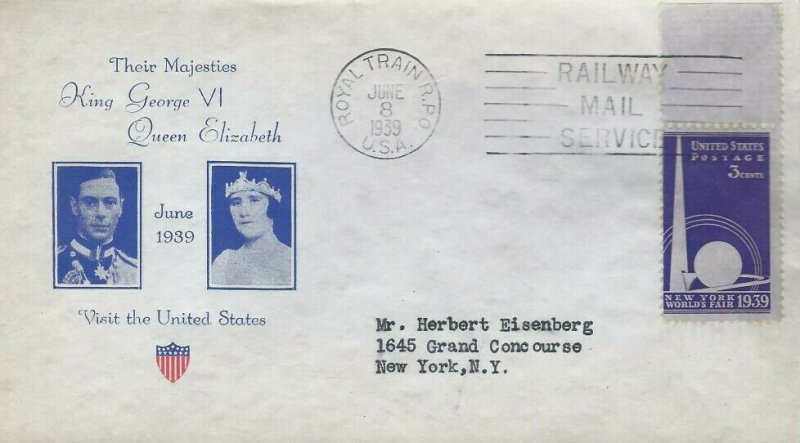 Their Majesties
King George VI
Queen Elizabeth
June
1939
Visit the United States
ROYAL TRAIN R.P.O.
JUNE
8
1939
U.S.A.
RAILWAY
MAIL
SERVICE
UNITED STATES
POSTAGE
3 CENTS
NEW YORK
WORLD'S FAIR 1939
Mr. Herbert Eisenberg
1645 Grand Concourse
New York,N.Y.